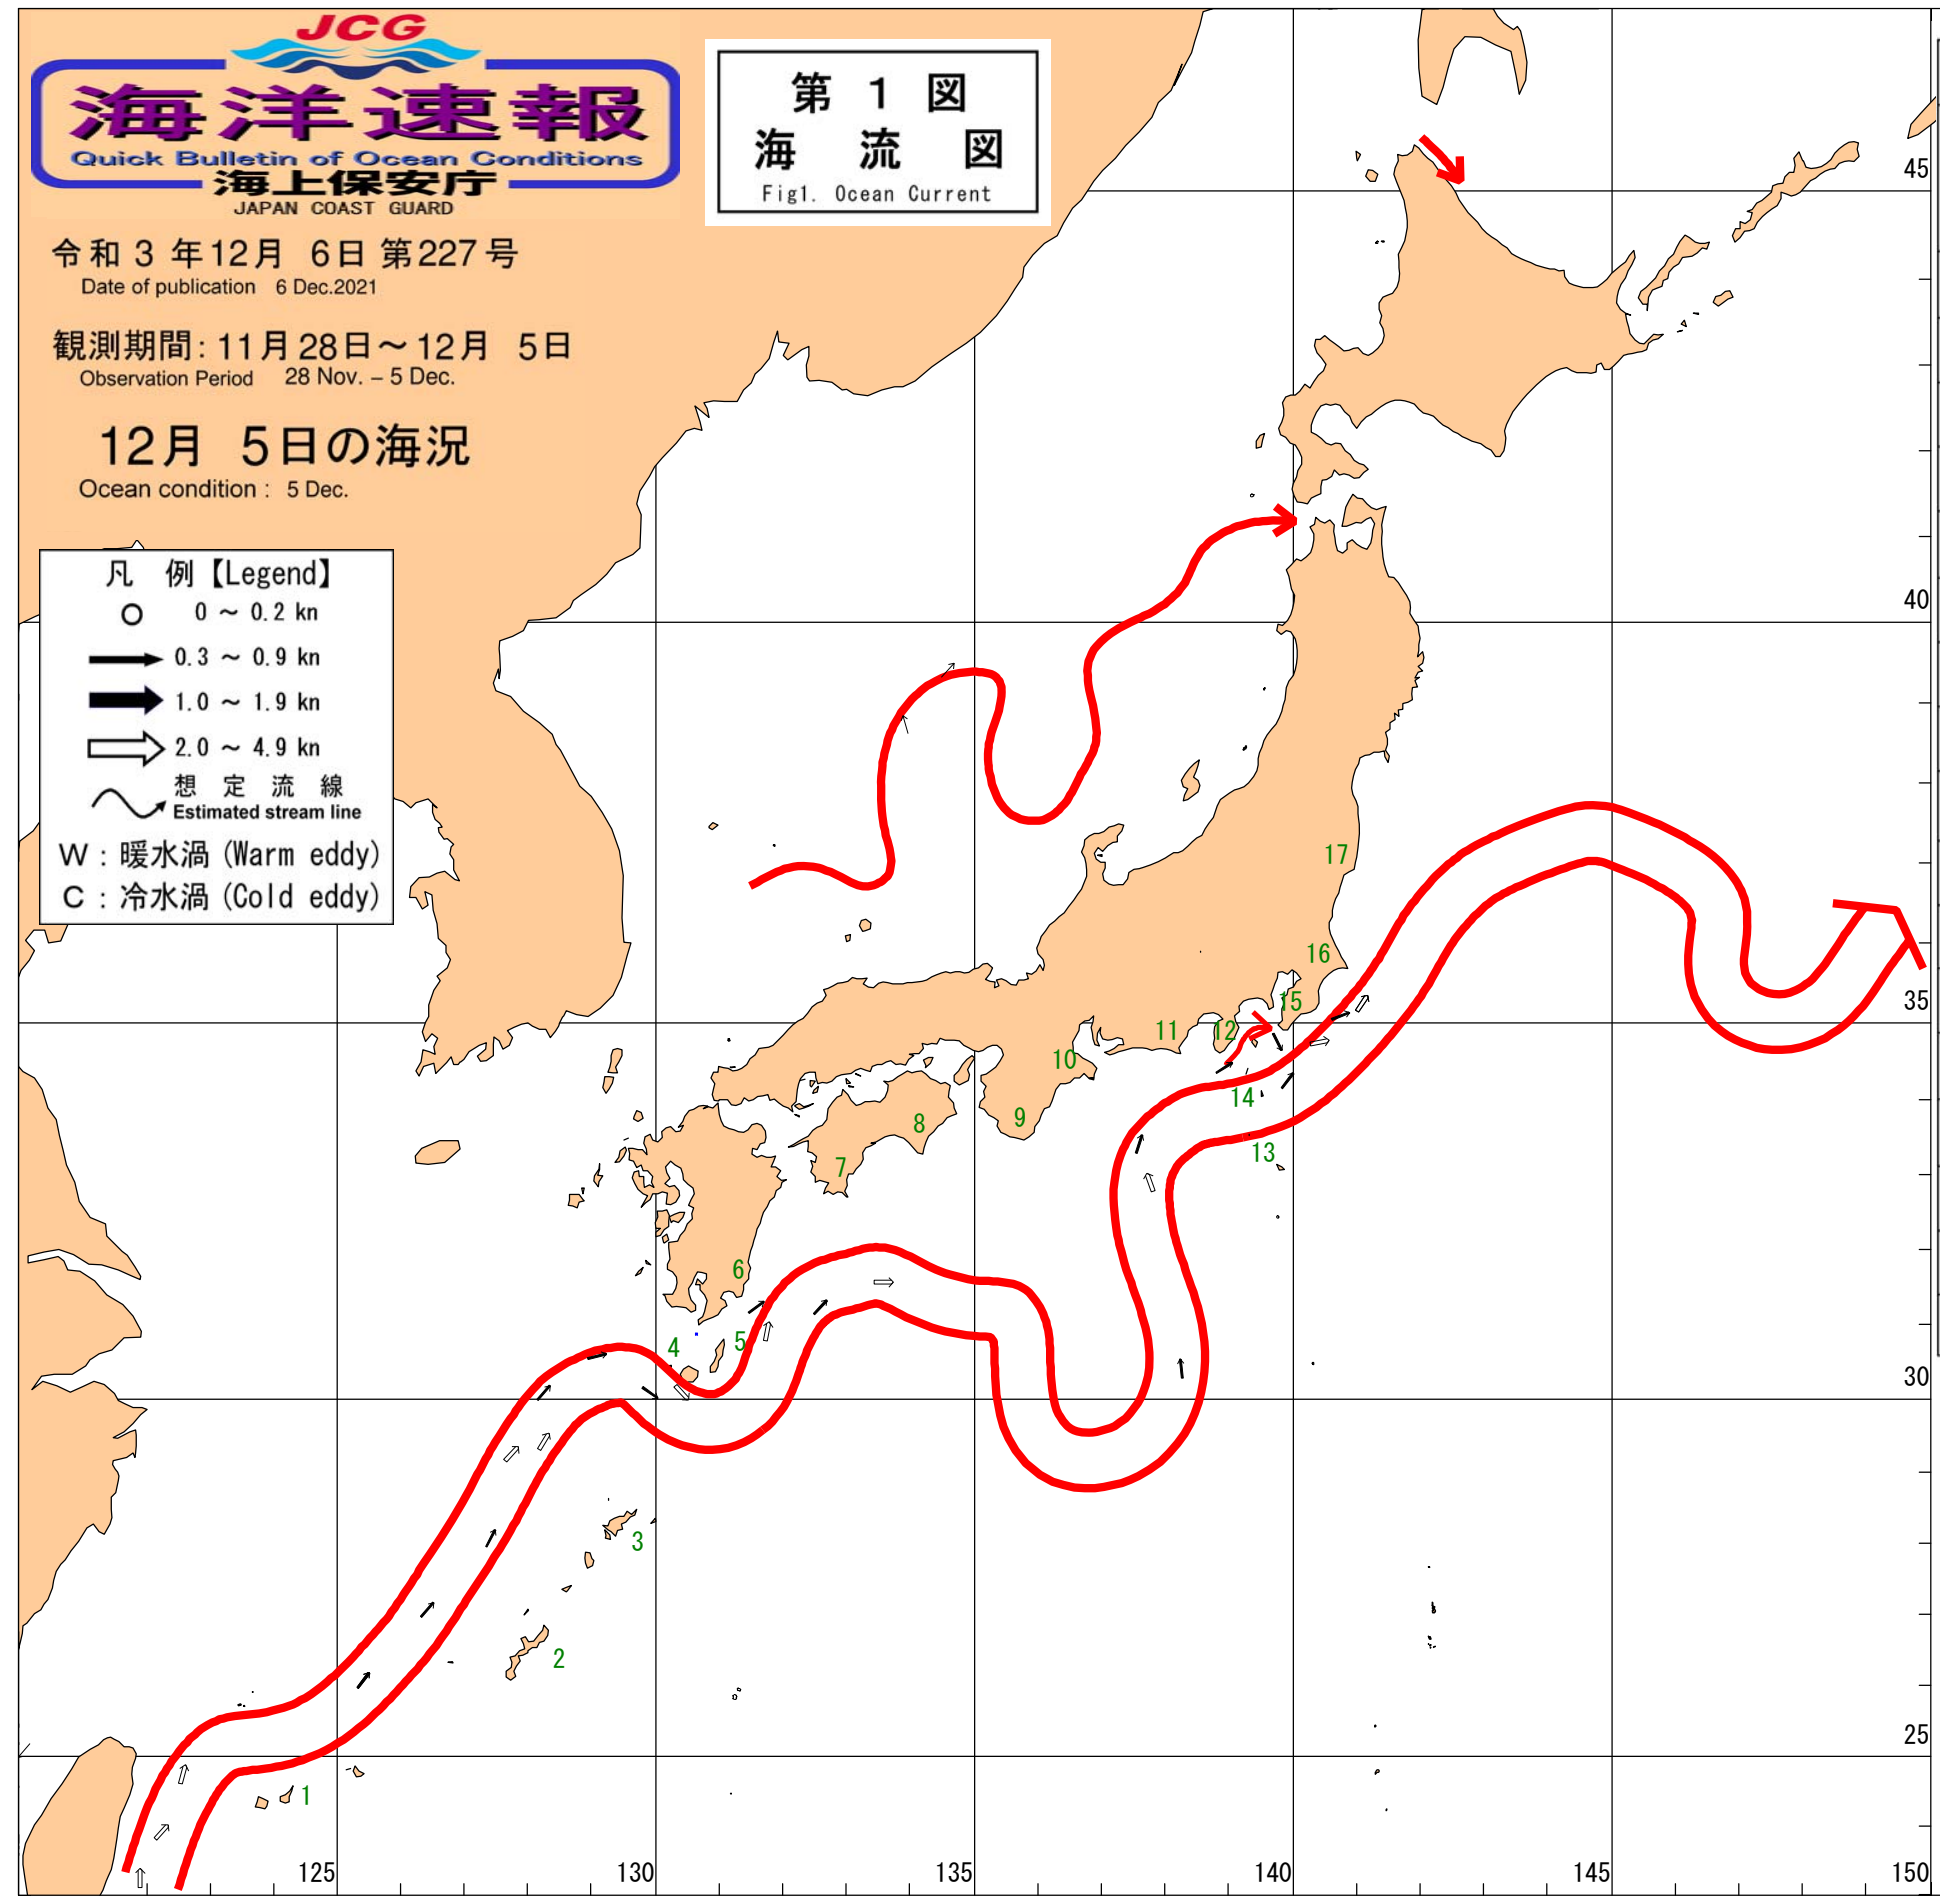 JCG
海洋速報
Quick Bulletin of Ocean Conditions
海上保安庁
JAPAN COAST GUARD
第 1 図
海 流 図
Fig1. Ocean Current
令和 3 年12月 6日 第227号
Date of publication 6 Dec.2021
観測期間: 11月28日～12月 5日
Observation Period 28 Nov. – 5 Dec.
12月 5日の海況
Ocean condition : 5 Dec.
凡 例【Legend】
0 ～ 0.2 kn
0.3 ～ 0.9 kn
1.0 ～ 1.9 kn
2.0 ～ 4.9 kn
想 定 流 線
Estimated stream line
W : 暖水渦 (Warm eddy)
C : 冷水渦 (Cold eddy)
45
40
17
16
35
15
12
11
10
14
9
8
13
7
6
5
4
30
3
2
25
1
125
130
135
140
145
150